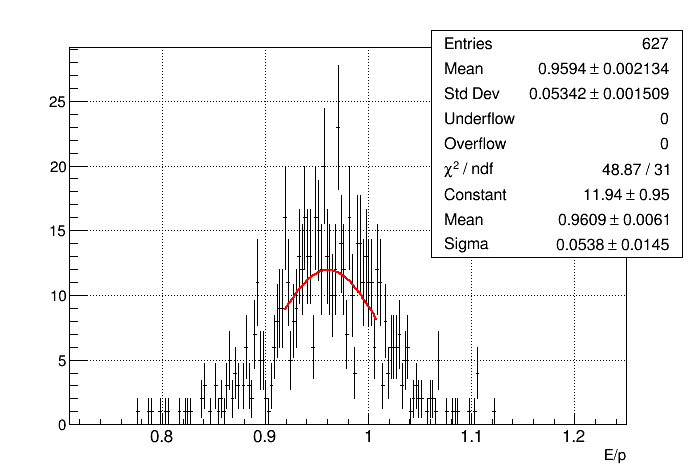 Entries 627
Mean 0.9594 ± 0.002134
Std Dev 0.05342 ± 0.001509
Underflow 0
Overflow 0
χ² / ndf 48.87 / 31
Constant 11.94 ± 0.95
Mean 0.9609 ± 0.0061
Sigma 0.0538 ± 0.0145
25
20
15
10
5
0
0.8 0.9 1 1.1 1.2
E/p